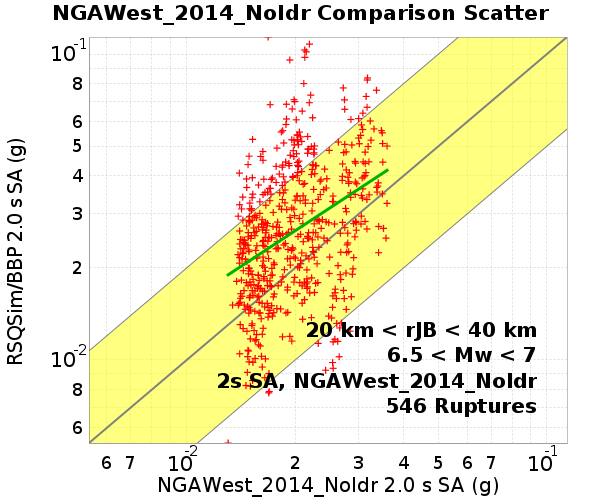 NGAWest_2014_NoIdr Comparison Scatter
10^-1
8
6
5
4
3
2
10^-2
8
6
RSQSim/BBP 2.0 s SA (g)
20 km < rJB < 40 km
6.5 < Mw < 7
2s SA, NGAWest_2014_NoIdr
546 Ruptures
6 7 10^-2 2 3 4 5 6 7 10^-1
NGAWest_2014_NoIdr 2.0 s SA (g)